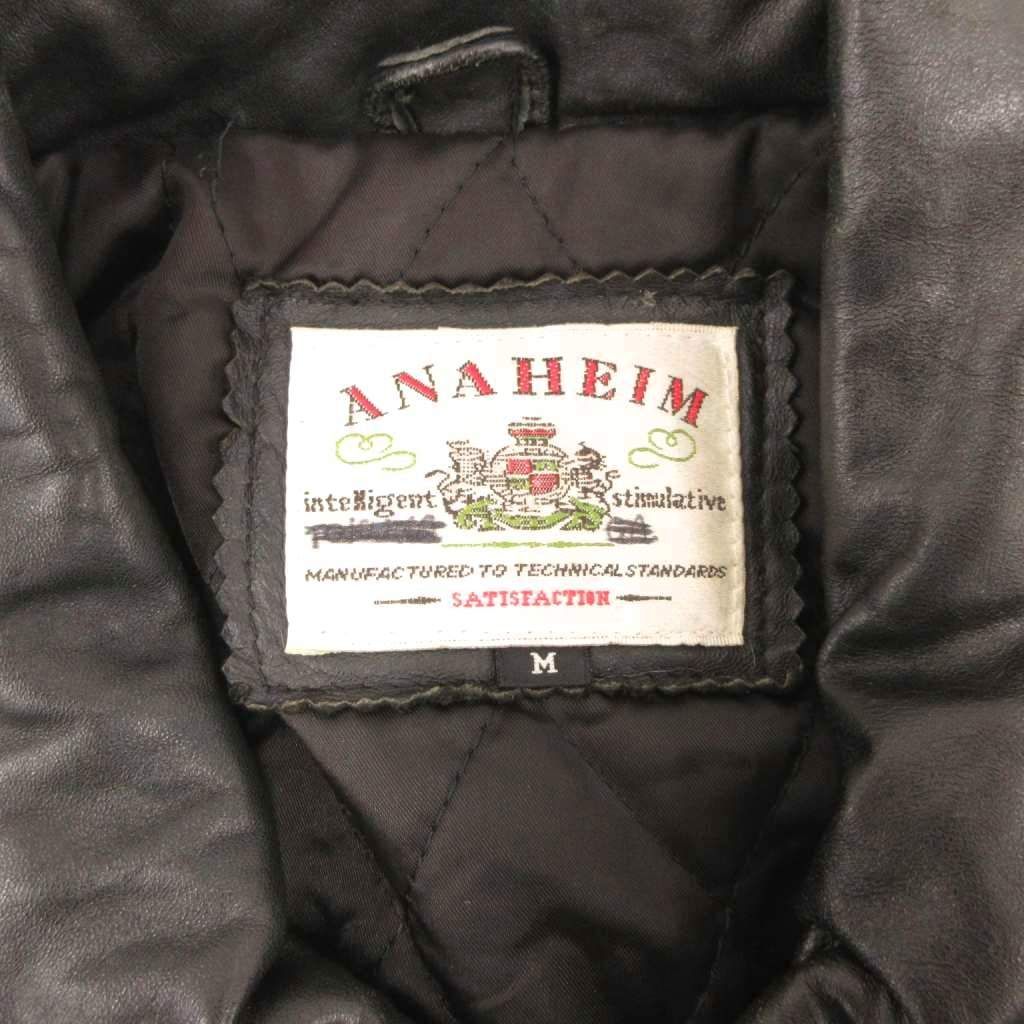 ANAHEIM
intelligent stimulative
MANUFACTURED TO TECHNICAL STANDARDS
SATISFACTION
M